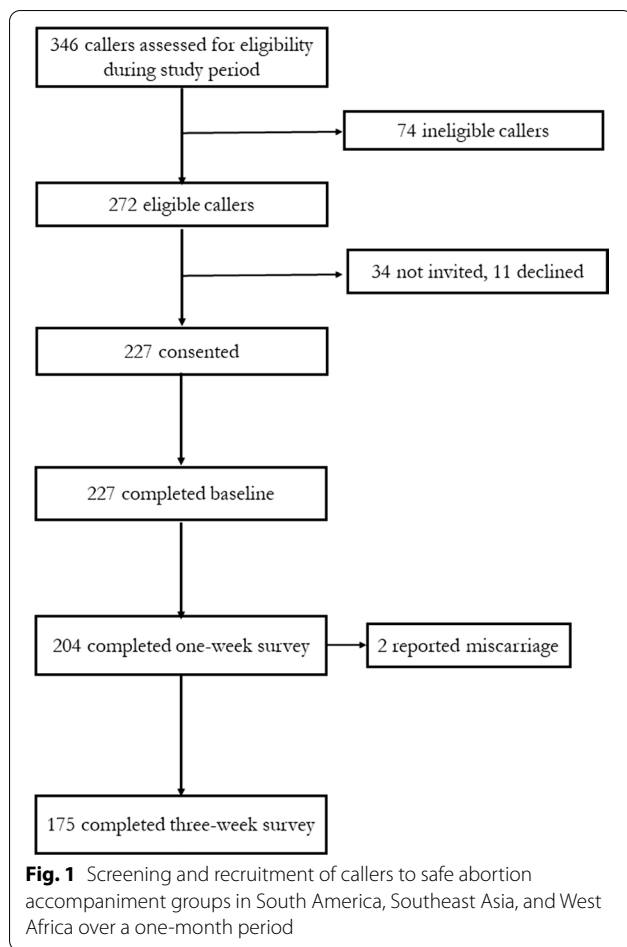 346 callers assessed for eligibility
during study period
74 ineligible callers
272 eligible callers
34 not invited, 11 declined
227 consented
227 completed baseline
204 completed one-week survey
2 reported miscarriage
175 completed three-week survey
Fig. 1 Screening and recruitment of callers to safe abortion
accompaniment groups in South America, Southeast Asia, and West
Africa over a one-month period